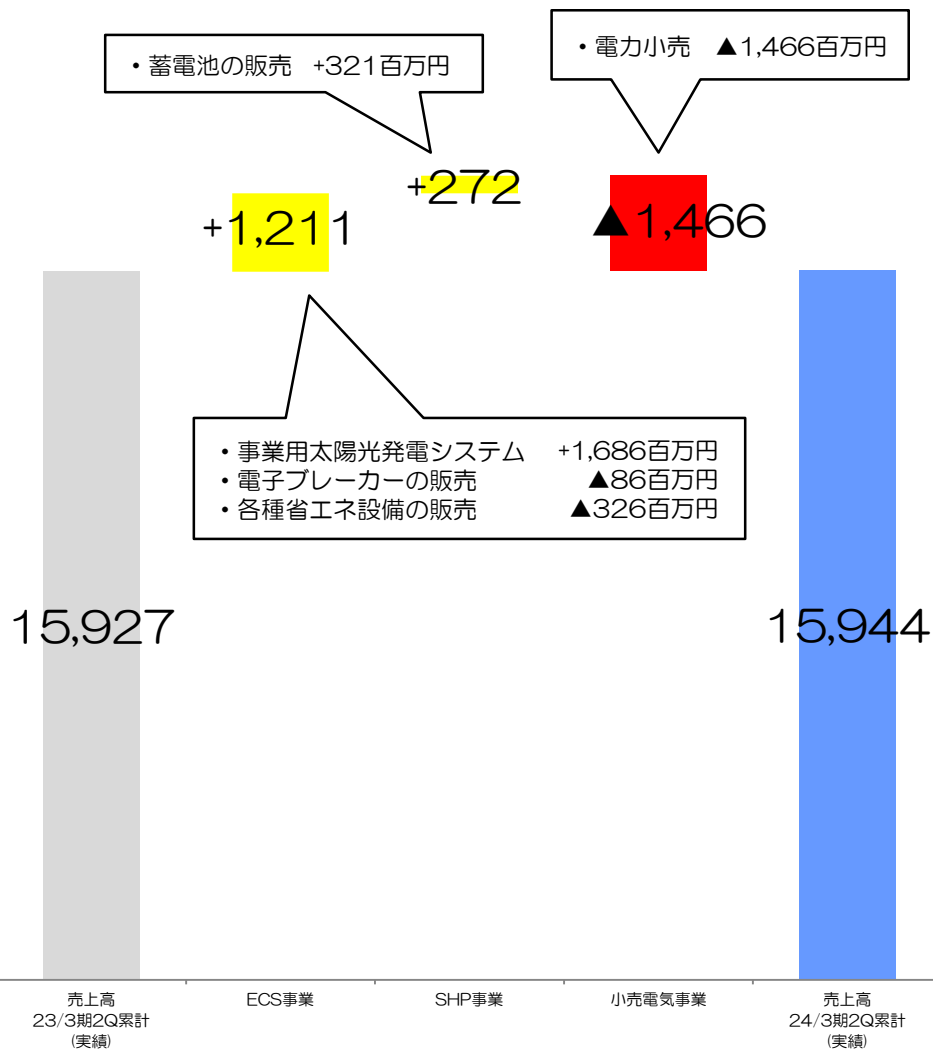 ・蓄電池の販売 +321百万円
・電力小売 ▲1,466百万円
+1,211
+272
▲1,466
・事業用太陽光発電システム +1,686百万円
・電子ブレーカーの販売 ▲86百万円
・各種省エネ設備の販売 ▲326百万円
15,927
15,944
売上高
23/3期2Q累計
(実績)
ECS事業
SHP事業
小売電気事業
売上高
24/3期2Q累計
(実績)